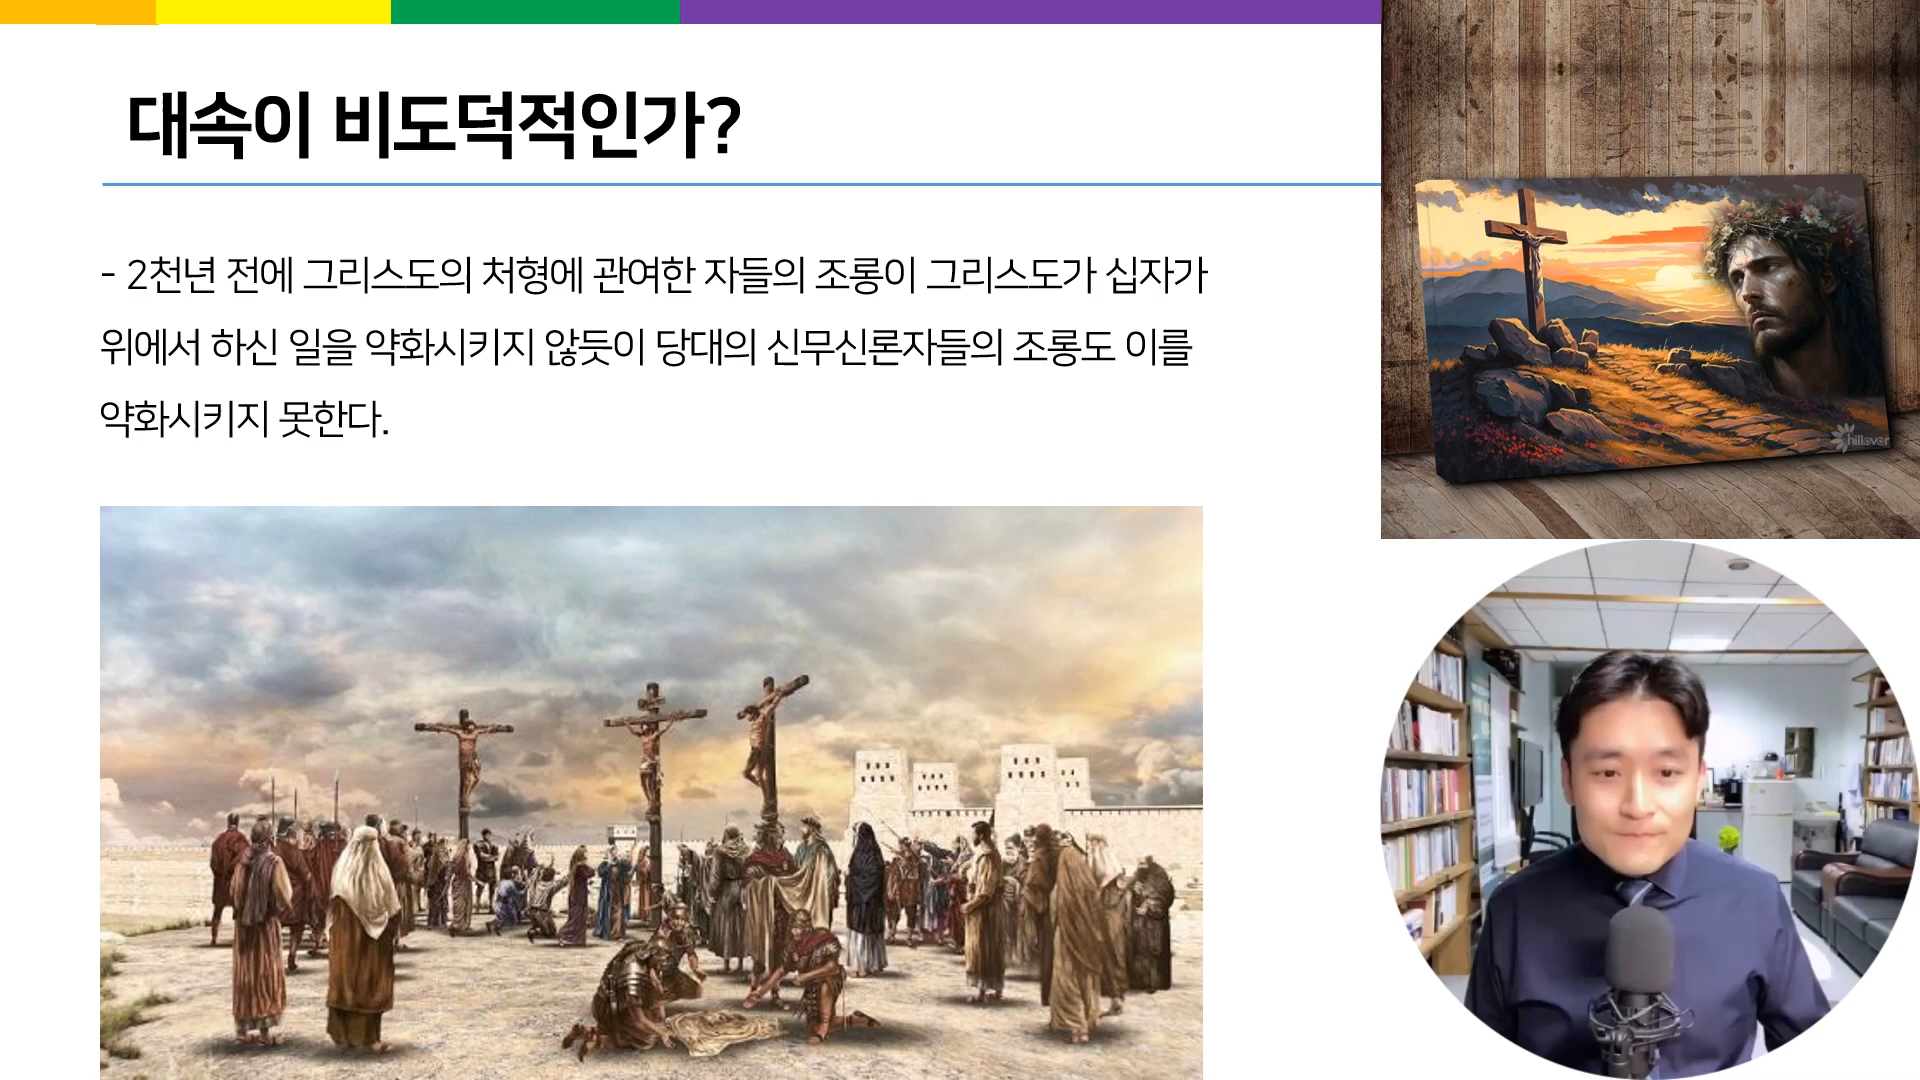 대속이 비도덕적인가?
- 2천년 전에 그리스도의 처형에 관여한 자들의 조롱이 그리스도가 십자가
위에서 하신 일을 약화시키지 않듯이 당대의 신무신론자들의 조롱도 이를
약화시키지 못한다.
hillever